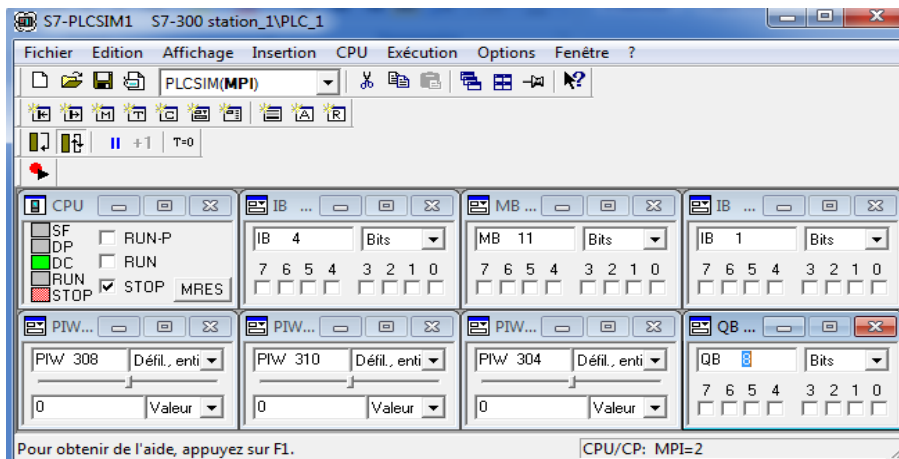 S7-PLCSIM1 S7-300 station_1\PLC_1
Fichier Edition Affichage Insertion CPU Exécution Options Fenêtre ?
PLCSIM(MPI)
+1 T=0
CPU
SF
DP
DC
RUN
STOP
RUN-P
RUN
STOP MRES
IB ...
IB 4 Bits
7 6 5 4 3 2 1 0
MB ...
MB 11 Bits
7 6 5 4 3 2 1 0
IB ...
IB 1 Bits
7 6 5 4 3 2 1 0
PIW...
PIW 308 Défil., enti
0 Valeur
PIW...
PIW 310 Défil., enti
0 Valeur
PIW...
PIW 304 Défil., enti
0 Valeur
QB ...
QB 8 Bits
7 6 5 4 3 2 1 0
Pour obtenir de l'aide, appuyez sur F1. CPU/CP: MPI=2